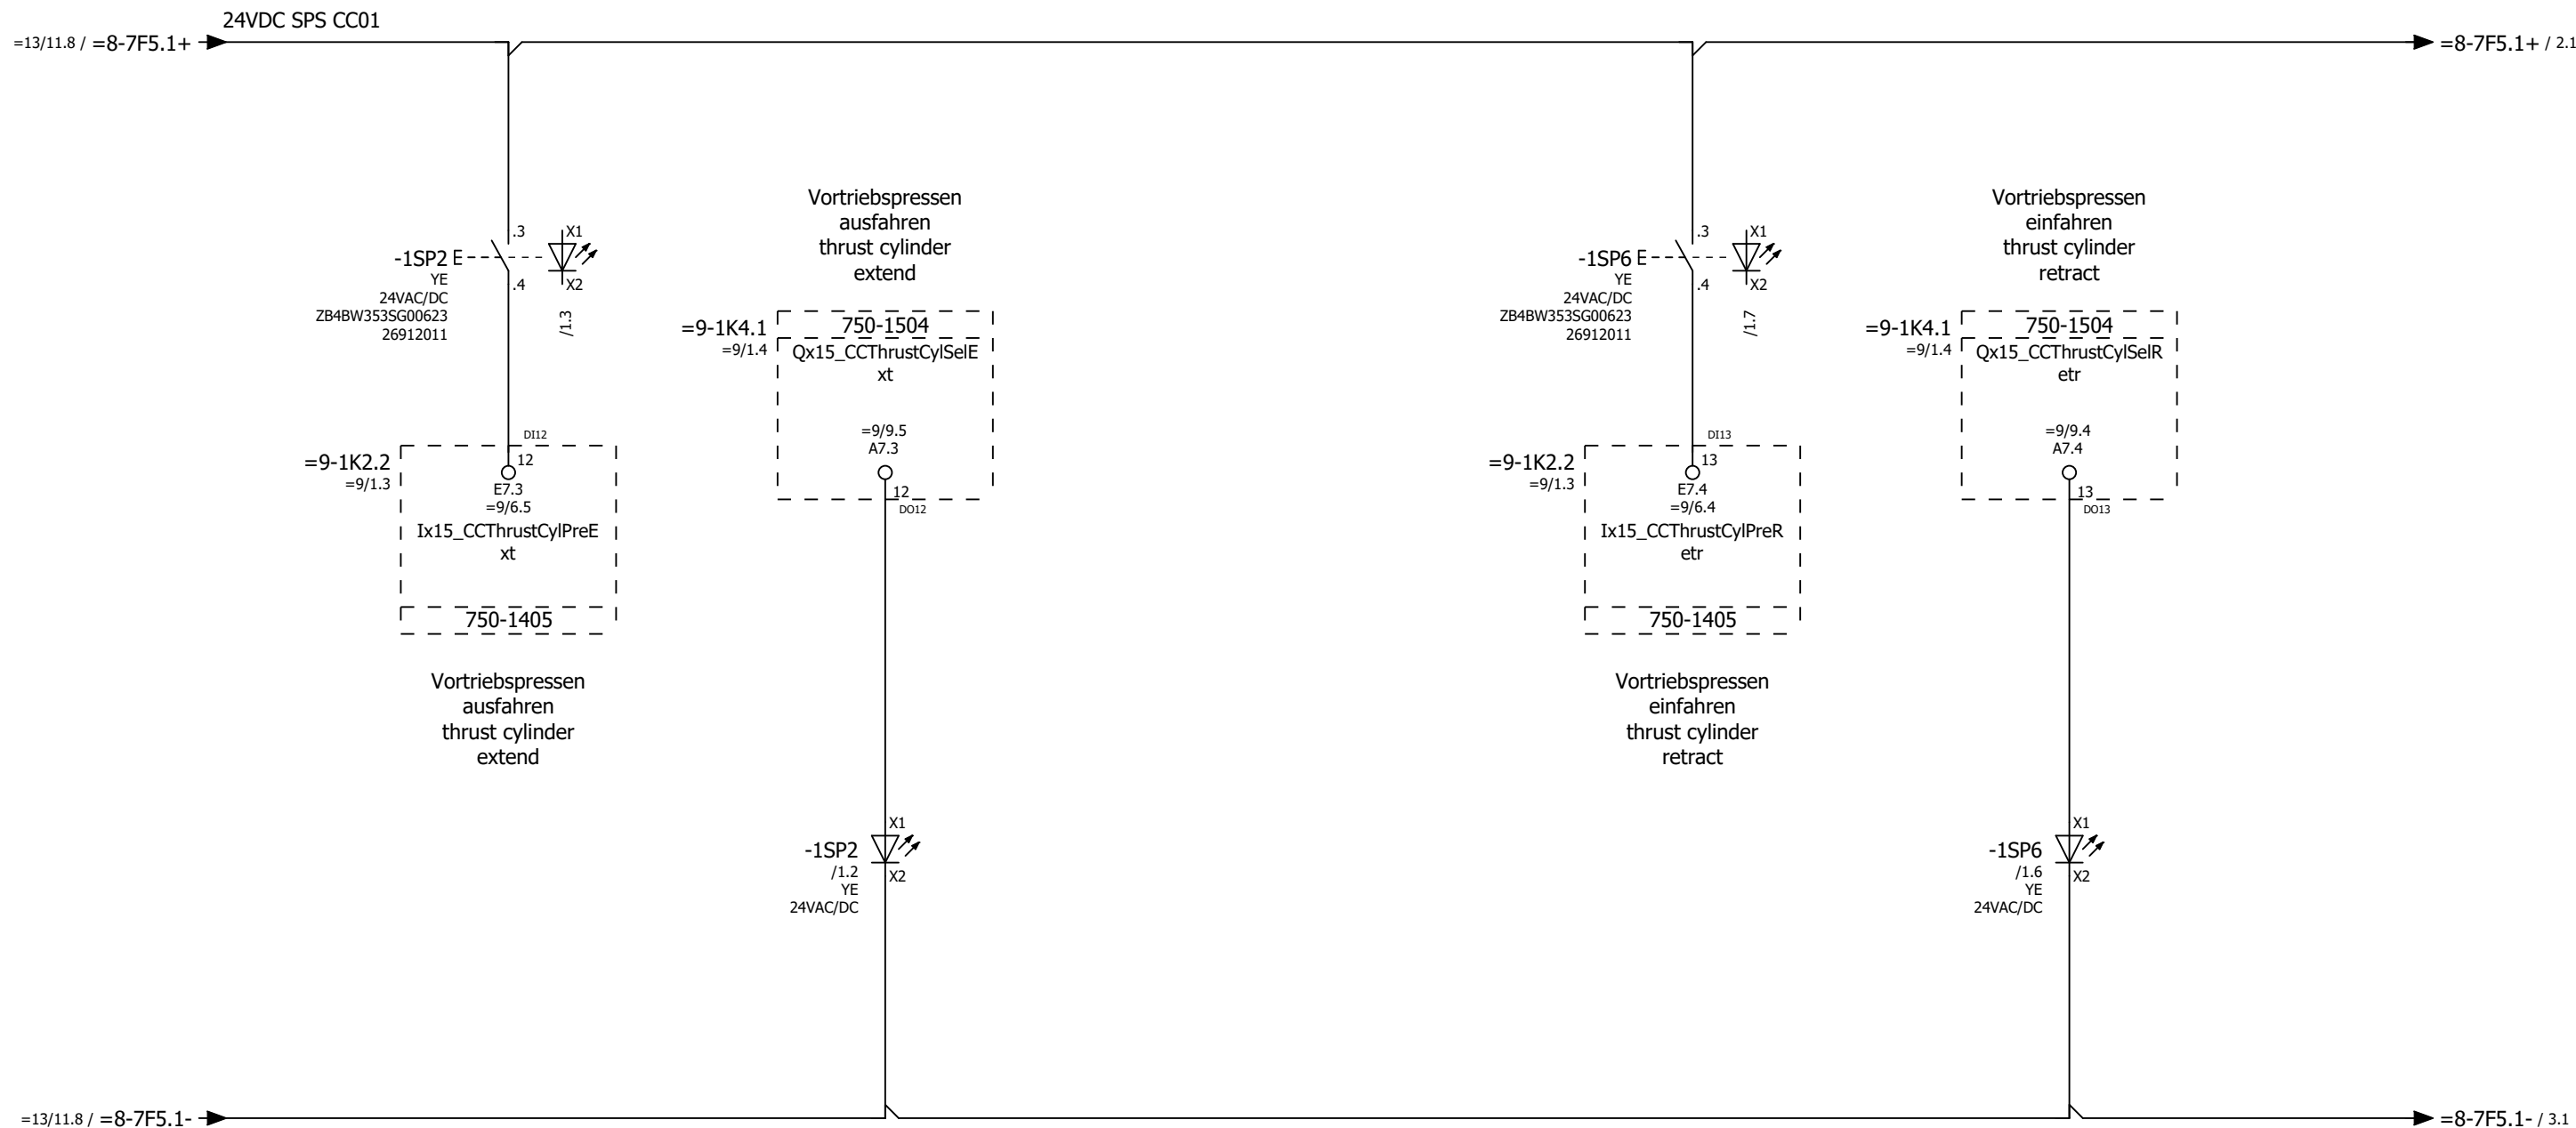 24VDC SPS CC01
=13/11.8 / =8-7F5.1+
=8-7F5.1+ / 2.1
-1SP2
YE
24VAC/DC
ZB4BW353SG00623
26912011
.3
.4
X1
X2
/1.3
=9-1K2.2
=9/1.3
DI12
12
E7.3
=9/6.5
Ix15_CCThrustCylPreE
xt
750-1405
Vortriebspressen
ausfahren
thrust cylinder
extend
Vortriebspressen
ausfahren
thrust cylinder
extend
=9-1K4.1
=9/1.4
750-1504
Qx15_CCThrustCylSelE
xt
=9/9.5
A7.3
12
DO12
-1SP2
/1.2
YE
24VAC/DC
X1
X2
-1SP6
YE
24VAC/DC
ZB4BW353SG00623
26912011
.3
.4
X1
X2
/1.7
=9-1K2.2
=9/1.3
DI13
13
E7.4
=9/6.4
Ix15_CCThrustCylPreR
etr
750-1405
Vortriebspressen
einfahren
thrust cylinder
retract
Vortriebspressen
einfahren
thrust cylinder
retract
=9-1K4.1
=9/1.4
750-1504
Qx15_CCThrustCylSelR
etr
=9/9.4
A7.4
13
DO13
-1SP6
/1.6
YE
24VAC/DC
X1
X2
=13/11.8 / =8-7F5.1-
=8-7F5.1- / 3.1